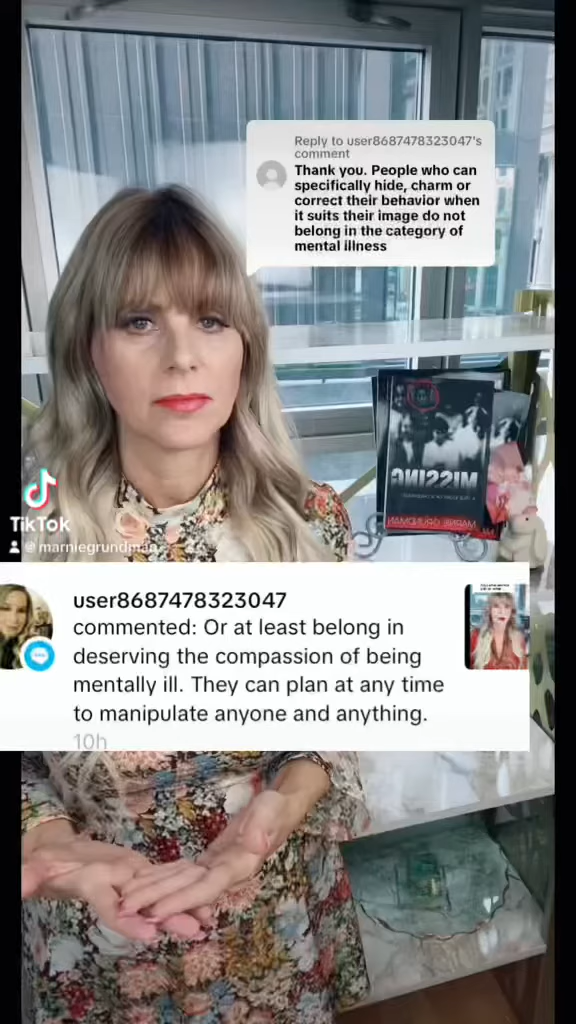 Reply to user8687478323047's
comment
Thank you. People who can
specifically hide, charm or
correct their behavior when
it suits their image do not
belong in the category of
mental illness
MISSING
MARNIE GRUNDMAN
TikTok
@marniegrundman
user8687478323047
commented: Or at least belong in
deserving the compassion of being
mentally ill. They can plan at any time
to manipulate anyone and anything.
10h